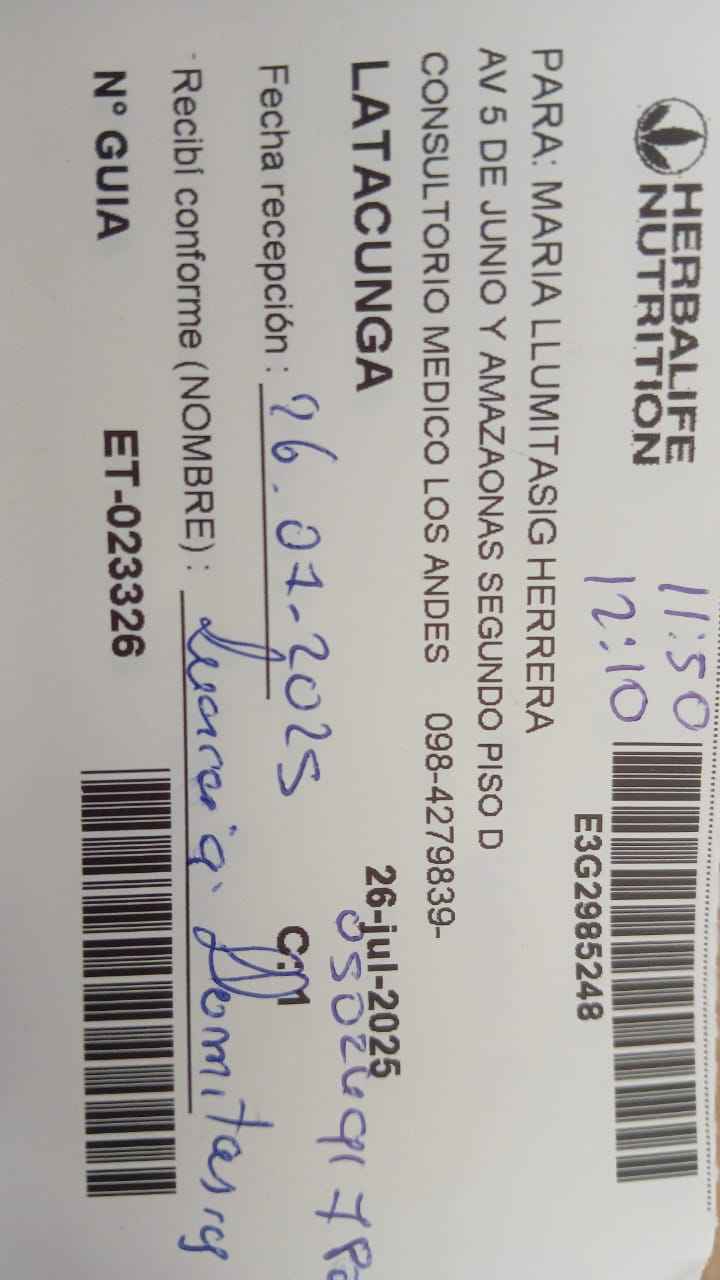 HERBALIFE
NUTRITION
11:50
12:10
E3G2985248
PARA: MARIA LLUMITASIG HERRERA
AV 5 DE JUNIO Y AMAZAONAS SEGUNDO PISO D
CONSULTORIO MEDICO LOS ANDES 098-4279839-
LATACUNGA 26-jul-2025
Fecha recepción : 26.07-2025 C:1
Recibí conforme (NOMBRE) :
N° GUIA ET-023326